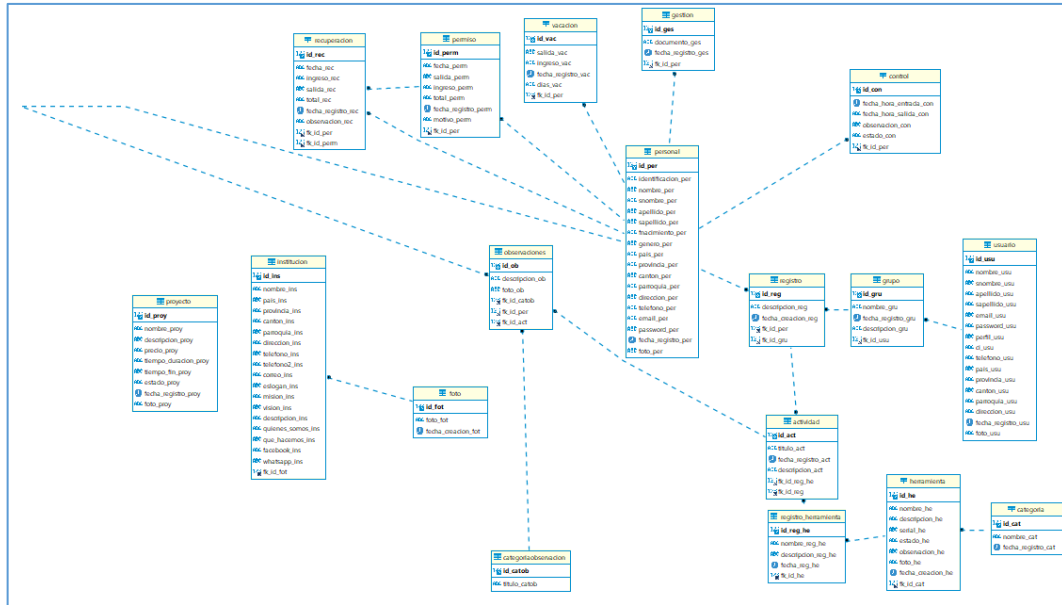 recuperacion
id_rec
fecha_rec
ingreso_rec
salida_rec
total_rec
fecha_registro_rec
observacion_rec
fk_id_per
fk_id_perm
permiso
id_perm
fecha_perm
salida_perm
ingreso_perm
total_perm
fecha_registro_perm
motivo_perm
fk_id_per
vacacion
id_vac
salida_vac
ingreso_vac
fecha_registro_vac
dias_vac
fk_id_per
gestion
id_ges
documento_ges
fecha_registro_ges
fk_id_per
control
id_con
fecha_hora_entrada_con
fecha_hora_salida_con
observacion_con
estado_con
fk_id_per
personal
id_per
identificacion_per
nombre_per
snombre_per
apellido_per
sapellido_per
fnacimiento_per
genero_per
pais_per
provincia_per
canton_per
parroquia_per
direccion_per
telefono_per
email_per
password_per
fecha_registro_per
foto_per
observaciones
id_ob
descripcion_ob
foto_ob
fk_id_catob
fk_id_per
fk_id_act
institucion
id_ins
nombre_ins
pais_ins
provincia_ins
canton_ins
parroquia_ins
direccion_ins
telefono_ins
telefono2_ins
correo_ins
eslogan_ins
mision_ins
vision_ins
descripcion_ins
quienes_somos_ins
que_hacemos_ins
facebook_ins
whatsapp_ins
fk_id_fot
proyecto
id_proy
nombre_proy
descripcion_proy
precio_proy
tiempo_duracion_proy
tiempo_fin_proy
estado_proy
fecha_registro_proy
foto_proy
foto
id_fot
foto_fot
fecha_creacion_fot
registro
id_reg
descripcion_reg
fecha_creacion_reg
fk_id_per
fk_id_gru
grupo
id_gru
nombre_gru
fecha_registro_gru
descripcion_gru
fk_id_usu
usuario
id_usu
nombre_usu
snombre_usu
apellido_usu
sapellido_usu
email_usu
password_usu
perfil_usu
ci_usu
telefono_usu
pais_usu
provincia_usu
canton_usu
parroquia_usu
direccion_usu
fecha_registro_usu
foto_usu
actividad
id_act
titulo_act
fecha_registro_act
descripcion_act
fk_id_reg_he
fk_id_reg
registro_herramienta
id_reg_he
nombre_reg_he
descripcion_reg_he
fecha_reg_he
fk_id_he
herramienta
id_he
nombre_he
descripcion_he
serial_he
estado_he
observacion_he
foto_he
fecha_creacion_he
fk_id_cat
categoria
id_cat
nombre_cat
fecha_registro_cat
categoriaobservacion
id_catob
titulo_catob